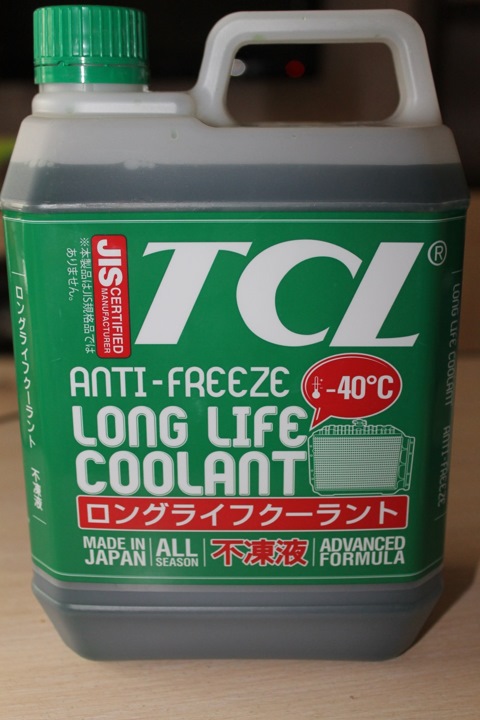 TCL®
JIS CERTIFIED
MANUFACTURER
※本製品はJIS規格品では
ありません。
ANTI-FREEZE
-40°C
LONG LIFE
COOLANT
ロングライフクーラント
MADE IN
JAPAN
ALL
SEASON
不凍液
ADVANCED
FORMULA
ロングライフクーラント 不凍液
LONG LIFE COOLANT ANTI-FREEZE